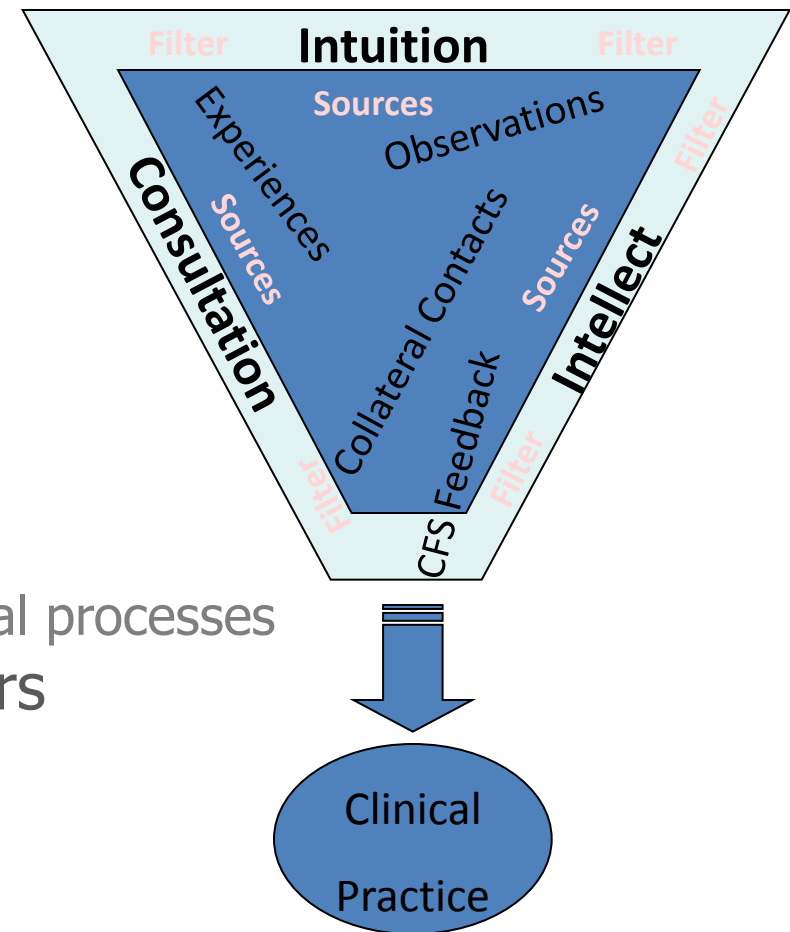 Filter
Intuition
Filter
Sources
Observations
Experiences
Filter
Consultation
Sources
Sources
Intellect
Collateral Contacts
CFS Feedback
Filter
Filter
al processes
rs
Clinical
Practice